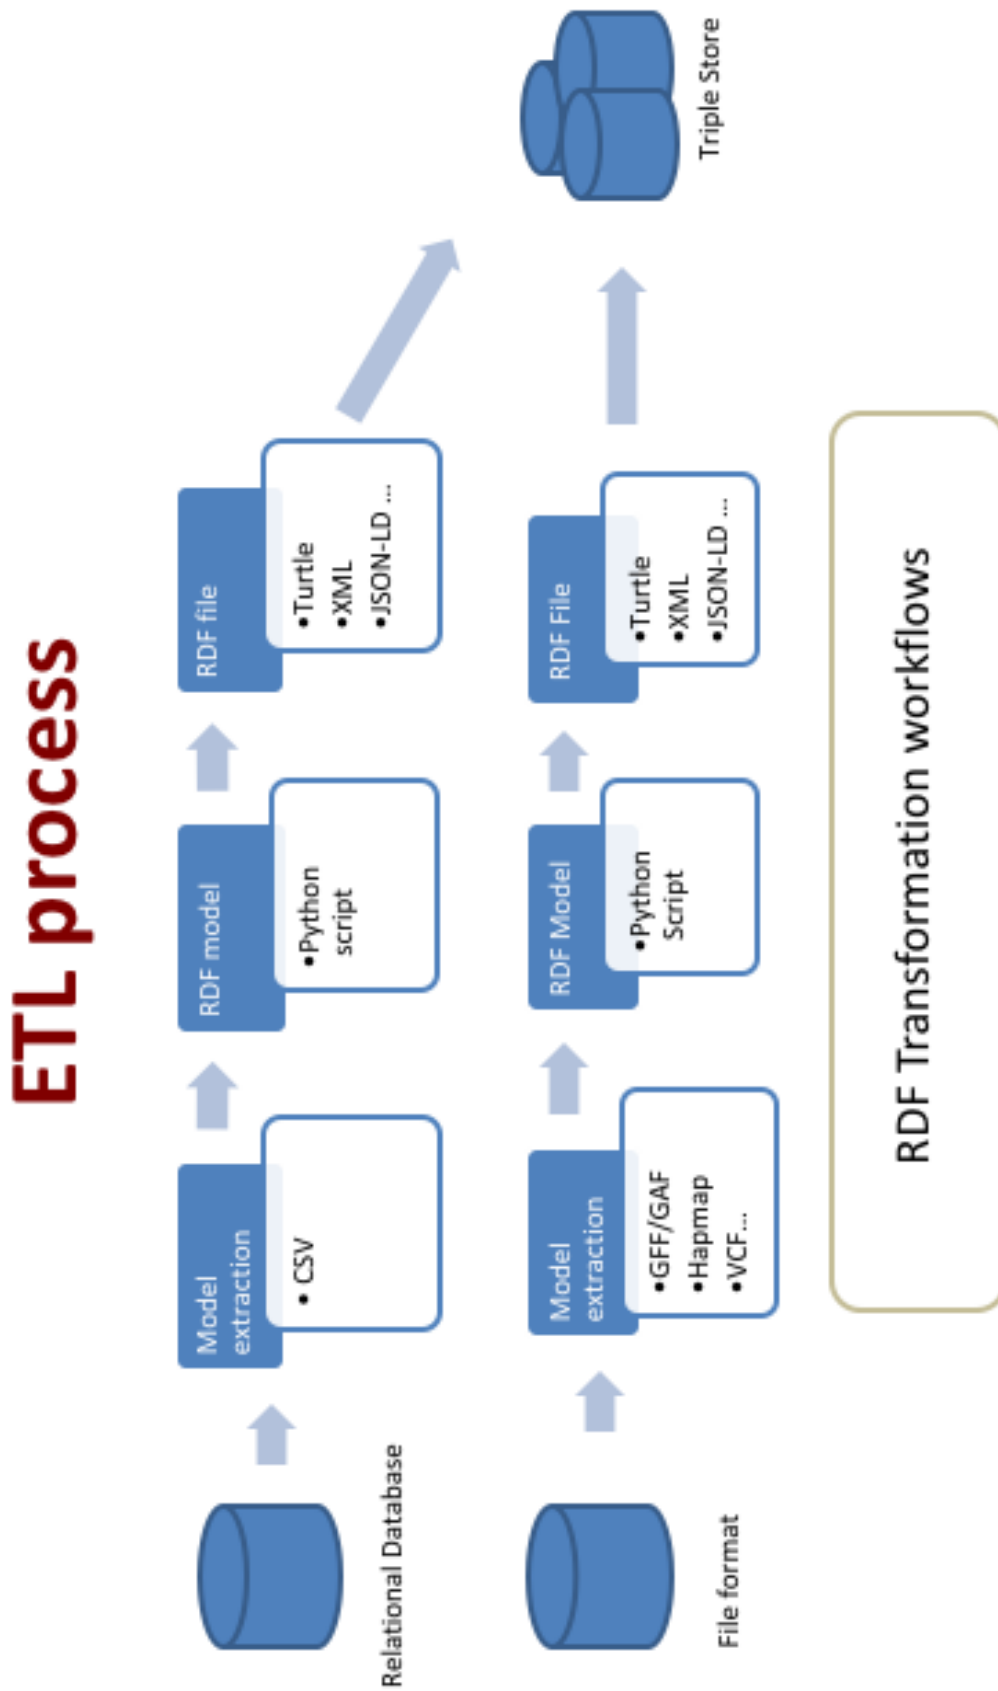 ETL process
Relational Database
Model
extraction
• CSV
RDF model
•Python
script
RDF file
•Turtle
•XML
•JSON-LD ...
File format
Model
extraction
•GFF/GAF
•Hapmap
•VCF...
RDF Model
•Python
Script
RDF File
•Turtle
•XML
•JSON-LD ...
Triple Store
RDF Transformation workflows